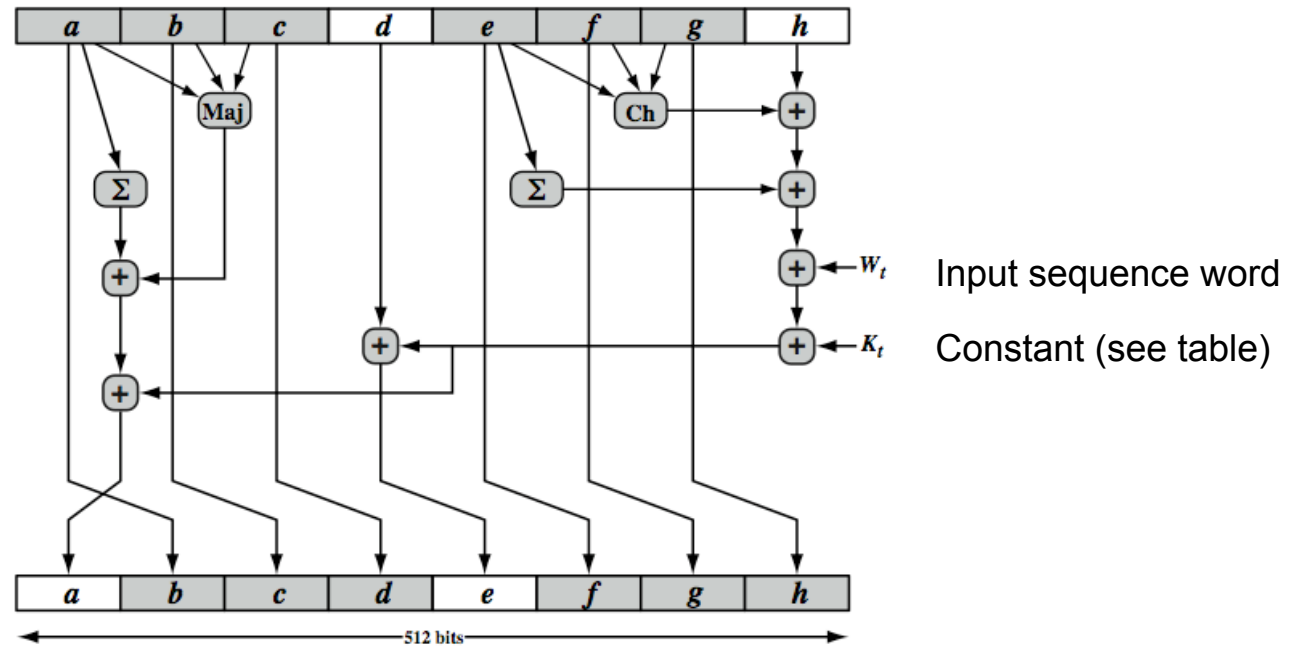 a b c d e f g h
Maj Ch +
Σ Σ +
+ + W_t Input sequence word
+ + K_t Constant (see table)
+
a b c d e f g h
512 bits